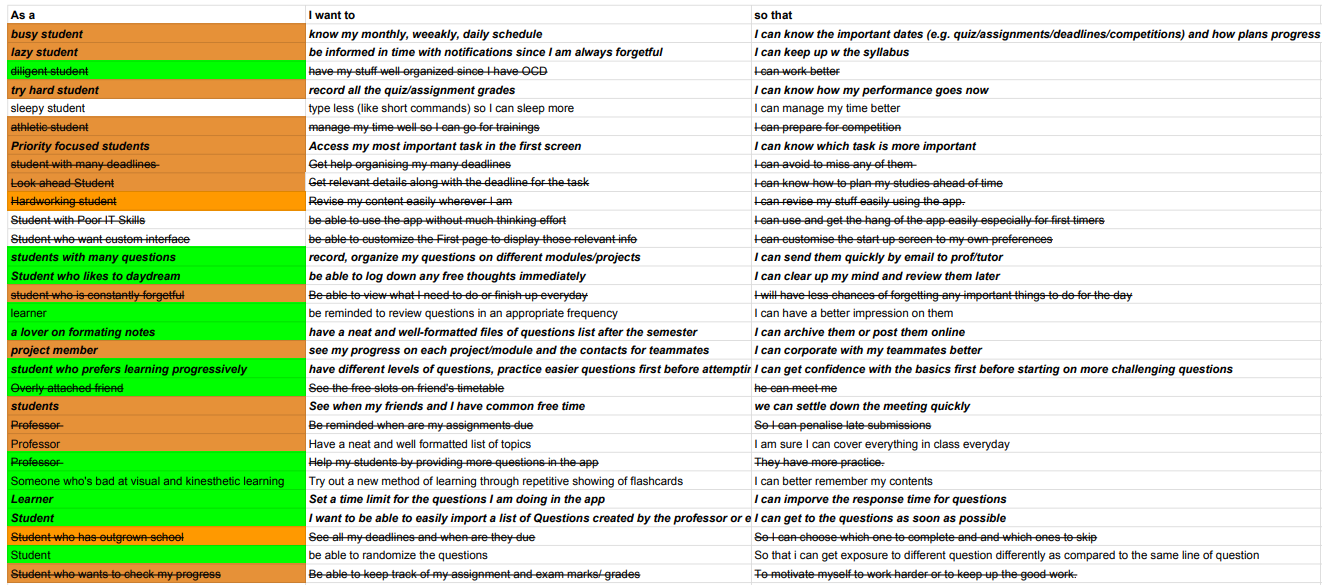 As a I want to so that
busy student know my monthly, weeakly, daily schedule I can know the important dates (e.g. quiz/assignments/deadlines/competitions) and how plans progress
lazy student be informed in time with notifications since I am always forgetful I can keep up w the syllabus
diligent student have my stuff well organized since I have OCD I can work better
try hard student record all the quiz/assignment grades I can know how my performance goes now
sleepy student type less (like short commands) so I can sleep more I can manage my time better
athletic student manage my time well so I can go for trainings I can prepare for competition
Priority focused students Access my most important task in the first screen I can know which task is more important
student with many deadlines Get help organising my many deadlines I can avoid to miss any of them
Look ahead Student Get relevant details along with the deadline for the task I can know how to plan my studies ahead of time
Hardworking student Revise my content easily wherever I am I can revise my stuff easily using the app.
Student with Poor IT Skills be able to use the app without much thinking effort I can use and get the hang of the app easily especially for first timers
Student who want custom interface be able to customize the First page to display those relevant info I can customise the start up screen to my own preferences
students with many questions record, organize my questions on different modules/projects I can send them quickly by email to prof/tutor
Student who likes to daydream be able to log down any free thoughts immediately I can clear up my mind and review them later
student who is constantly forgetful Be able to view what I need to do or finish up everyday I will have less chances of forgetting any important things to do for the day
learner be reminded to review questions in an appropriate frequency I can have a better impression on them
a lover on formating notes have a neat and well-formatted files of questions list after the semester I can archive them or post them online
project member see my progress on each project/module and the contacts for teammates I can corporate with my teammates better
student who prefers learning progressively have different levels of questions, practice easier questions first before attemptin I can get confidence with the basics first before starting on more challenging questions
Overly attached friend See the free slots on friend's timetable he can meet me
students See when my friends and I have common free time we can settle down the meeting quickly
Professor Be reminded when are my assignments due So I can penalise late submissions
Professor Have a neat and well formatted list of topics I am sure I can cover everything in class everyday
Professor Help my students by providing more questions in the app They have more practice.
Someone who's bad at visual and kinesthetic learning Try out a new method of learning through repetitive showing of flashcards I can better remember my contents
Learner Set a time limit for the questions I am doing in the app I can imporve the response time for questions
Student I want to be able to easily import a list of Questions created by the professor or e I can get to the questions as soon as possible
Student who has outgrown school See all my deadlines and when are they due So I can choose which one to complete and and which ones to skip
Student be able to randomize the questions So that i can get exposure to different question differently as compared to the same line of question
Student who wants to check my progress Be able to keep track of my assignment and exam marks/ grades To motivate myself to work harder or to keep up the good work.